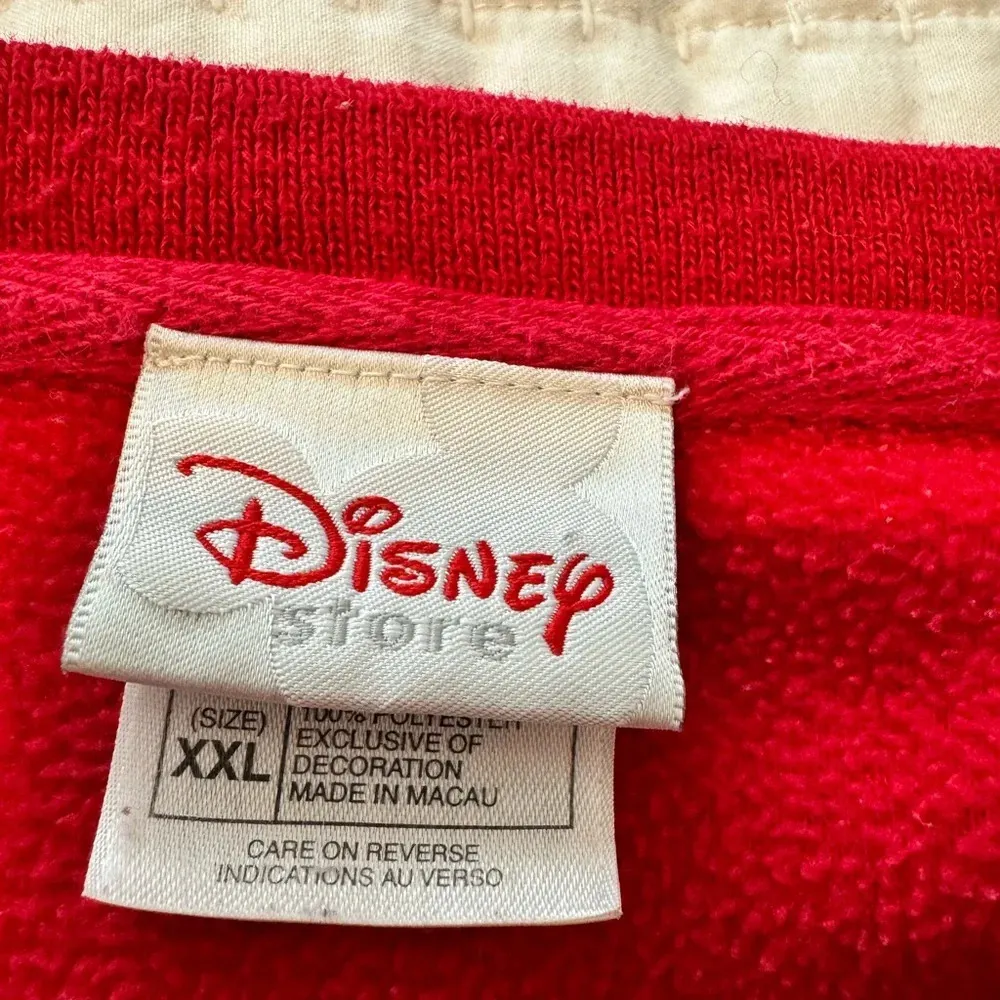 Disney
store
(SIZE)
XXL
100% POLYESTER
EXCLUSIVE OF
DECORATION
MADE IN MACAU
CARE ON REVERSE
INDICATIONS AU VERSO